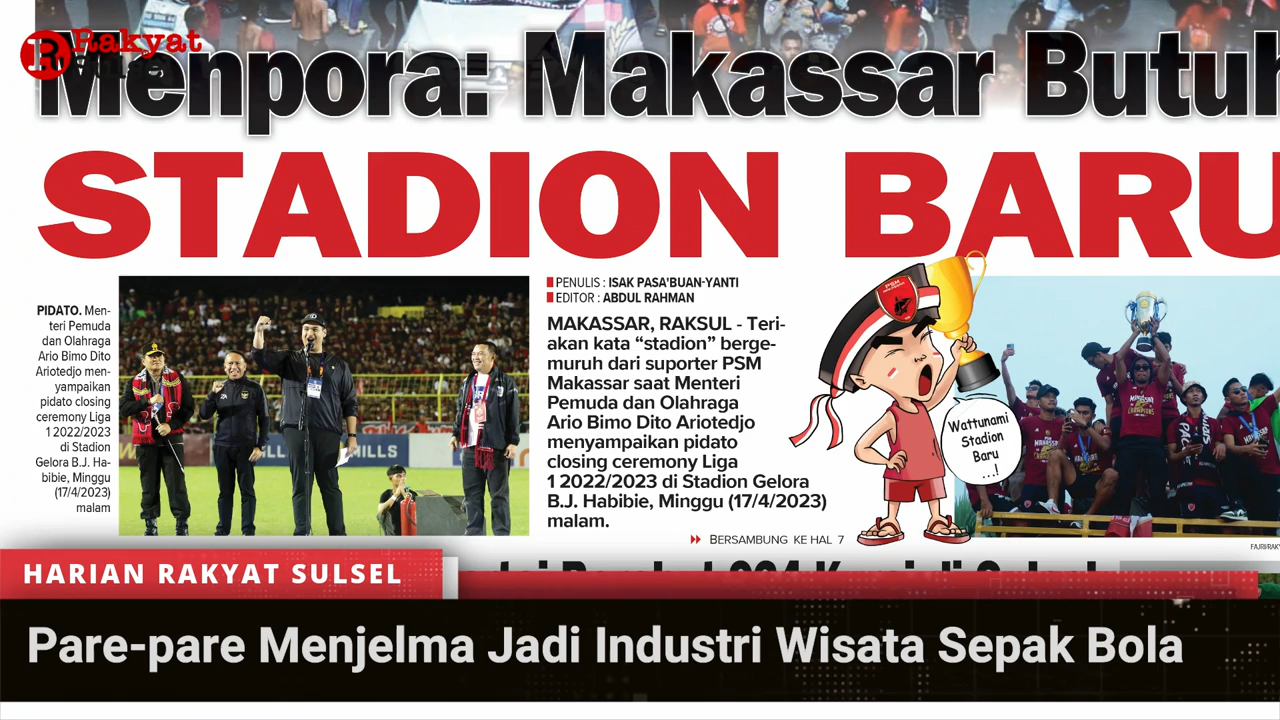 Rakyat
Sulsel
Menpora: Makassar Butuh
STADION BARU
PIDATO. Men-
teri Pemuda
dan Olahraga
Ario Bimo Dito
Ariotedjo men-
yampaikan
pidato closing
ceremony Liga
1 2022/2023
di Stadion
Gelora B.J. Ha-
bibie, Minggu
(17/4/2023)
malam
PENULIS : ISAK PASA'BUAN-YANTI
EDITOR : ABDUL RAHMAN
MAKASSAR, RAKSUL - Teri-
akan kata “stadion” berge-
muruh dari suporter PSM
Makassar saat Menteri
Pemuda dan Olahraga
Ario Bimo Dito Ariotedjo
menyampaikan pidato
closing ceremony Liga
1 2022/2023 di Stadion Gelora
B.J. Habibie, Minggu (17/4/2023)
malam.
BERSAMBUNG KE HAL 7
PSM
Wattunami
Stadion
Baru
...!
HARIAN RAKYAT SULSEL
Pare-pare Menjelma Jadi Industri Wisata Sepak Bola